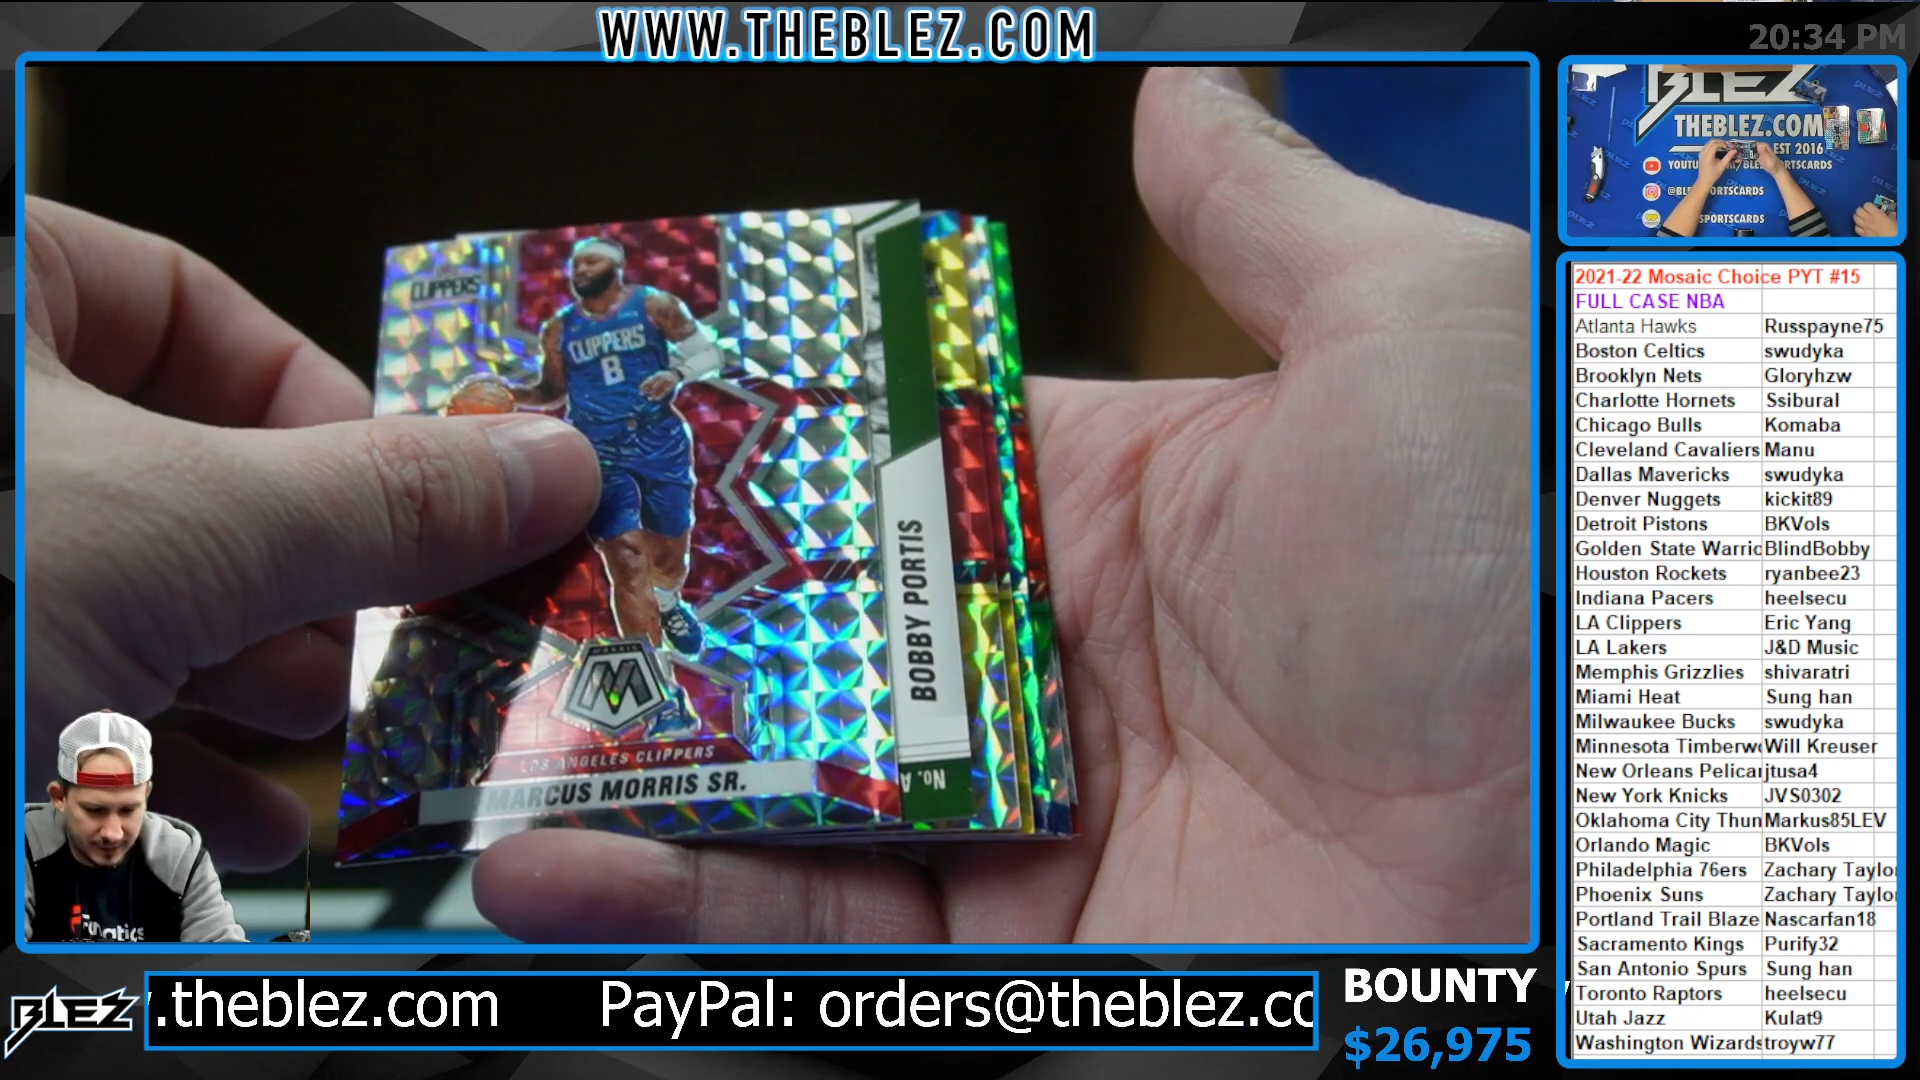 WWW.THEBLEZ.COM
20:34 PM
BLEZ
THEBLEZ.COM
EST 2016
2021-22 Mosaic Choice PYT #15
FULL CASE NBA
Atlanta Hawks Russpayne75
Boston Celtics swudyka
Brooklyn Nets Gloryhzw
Charlotte Hornets Ssibural
Chicago Bulls Komaba
Cleveland Cavaliers Manu
Dallas Mavericks swudyka
Denver Nuggets kickit89
Detroit Pistons BKVols
Golden State Warric BlindBobby
Houston Rockets ryanbee23
Indiana Pacers heelsecu
LA Clippers Eric Yang
LA Lakers J&D Music
Memphis Grizzlies shivaratri
Miami Heat Sung han
Milwaukee Bucks swudyka
Minnesota Timberw Will Kreuser
New Orleans Pelicar jtusa4
New York Knicks JVS0302
Oklahoma City Thun Markus85LEV
Orlando Magic BKVols
Philadelphia 76ers Zachary Taylo
Phoenix Suns Zachary Taylo
Portland Trail Blaze Nascarfan18
Sacramento Kings Purify32
San Antonio Spurs Sung han
Toronto Raptors heelsecu
Utah Jazz Kulat9
Washington Wizards troyw77
CLIPPERS
CLIPPERS
8
LOS ANGELES CLIPPERS
MARCUS MORRIS SR.
BOBBY PORTIS
No. A
BLEZ
.theblez.com PayPal: orders@theblez.co
BOUNTY
$26,975